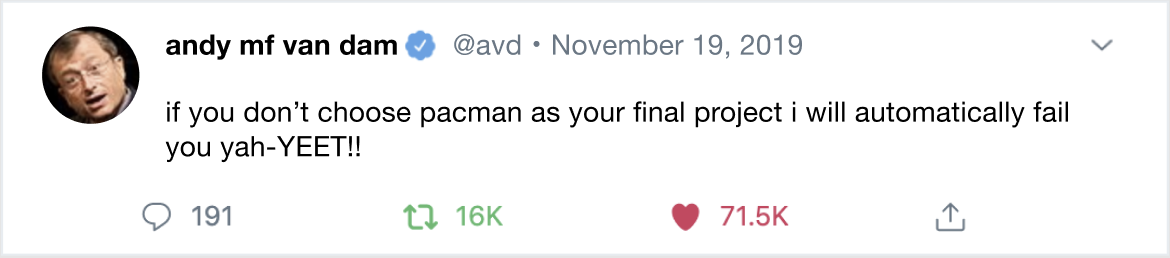 andy mf van dam @avd • November 19, 2019
if you don’t choose pacman as your final project i will automatically fail
you yah-YEET!!
191 16K 71.5K